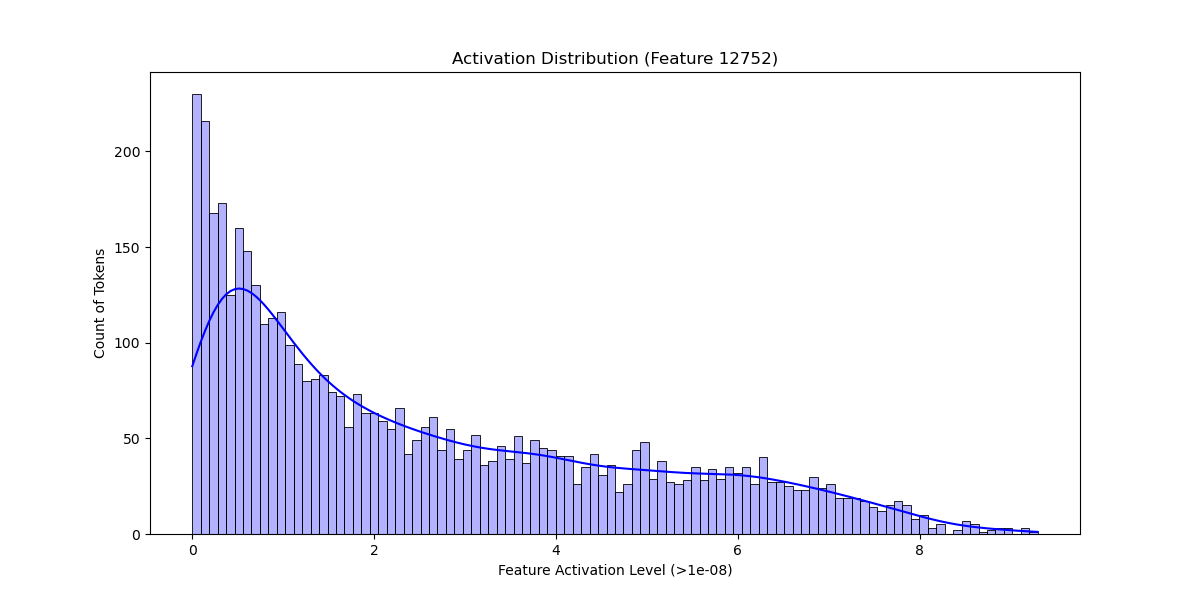 Activation Distribution (Feature 12752)
Count of Tokens
200
150
100
50
0
0 2 4 6 8
Feature Activation Level (>1e-08)